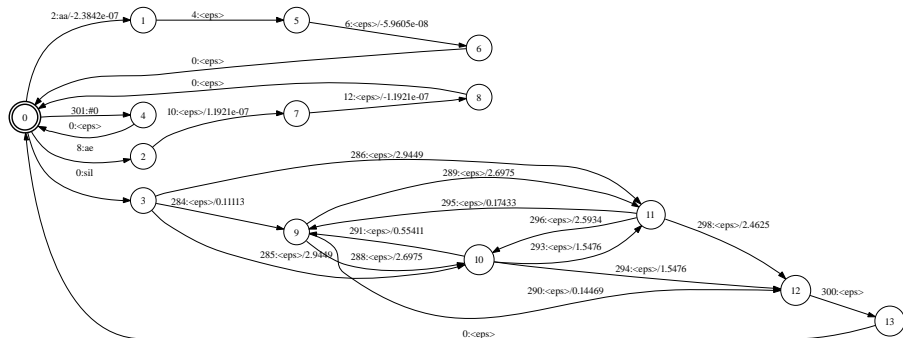 2:aa/-2.3842e-07
1
4:<eps>
5
6:<eps>/-5.9605e-08
6
0:<eps>
0:<eps>
8
12:<eps>/-1.1921e-07
7
10:<eps>/1.1921e-07
0
301:#0
4
0:<eps>
8:ae
2
0:sil
3
286:<eps>/2.9449
289:<eps>/2.6975
284:<eps>/0.11113
295:<eps>/0.17433
11
9
296:<eps>/2.5934
298:<eps>/2.4625
291:<eps>/0.55411
293:<eps>/1.5476
285:<eps>/2.9449
288:<eps>/2.6975
10
294:<eps>/1.5476
290:<eps>/0.14469
12
300:<eps>
13
0:<eps>